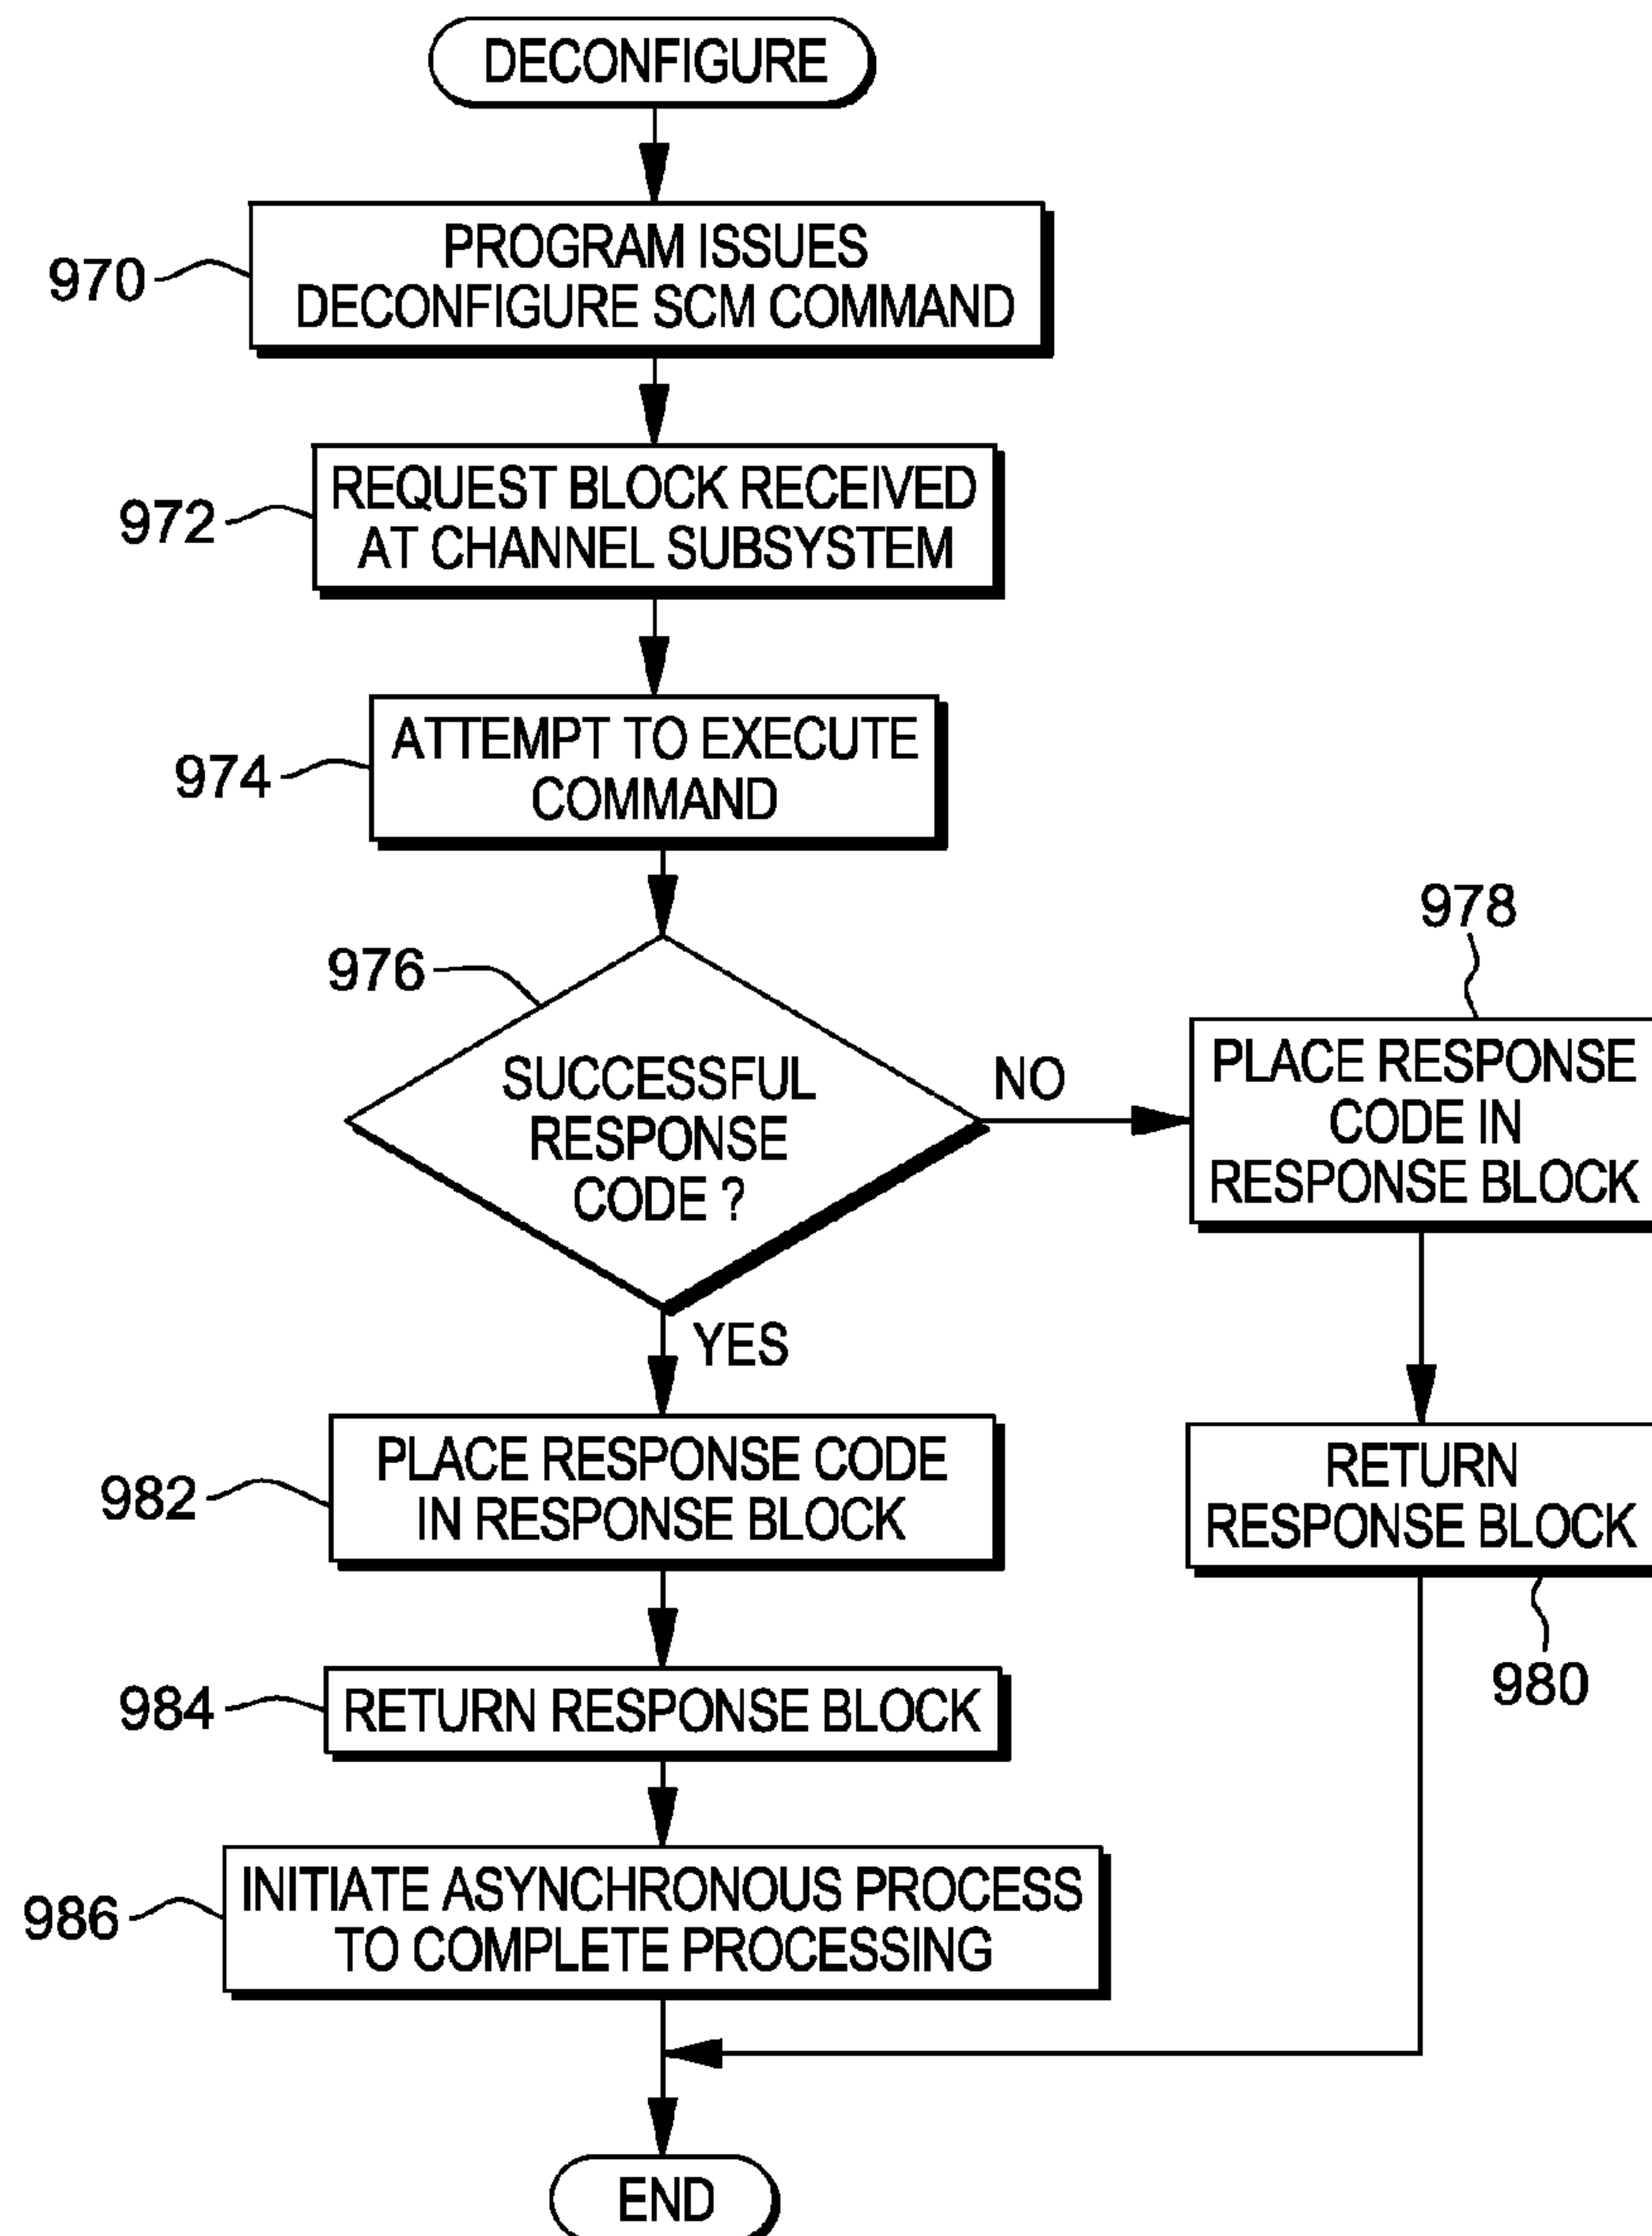 DECONFIGURE
970
PROGRAM ISSUES
DECONFIGURE SCM COMMAND
972
REQUEST BLOCK RECEIVED
AT CHANNEL SUBSYSTEM
974
ATTEMPT TO EXECUTE
COMMAND
976
SUCCESSFUL
RESPONSE
CODE ?
NO
978
PLACE RESPONSE
CODE IN
RESPONSE BLOCK
YES
982
PLACE RESPONSE CODE
IN RESPONSE BLOCK
RETURN
RESPONSE BLOCK
980
984
RETURN RESPONSE BLOCK
986
INITIATE ASYNCHRONOUS PROCESS
TO COMPLETE PROCESSING
END